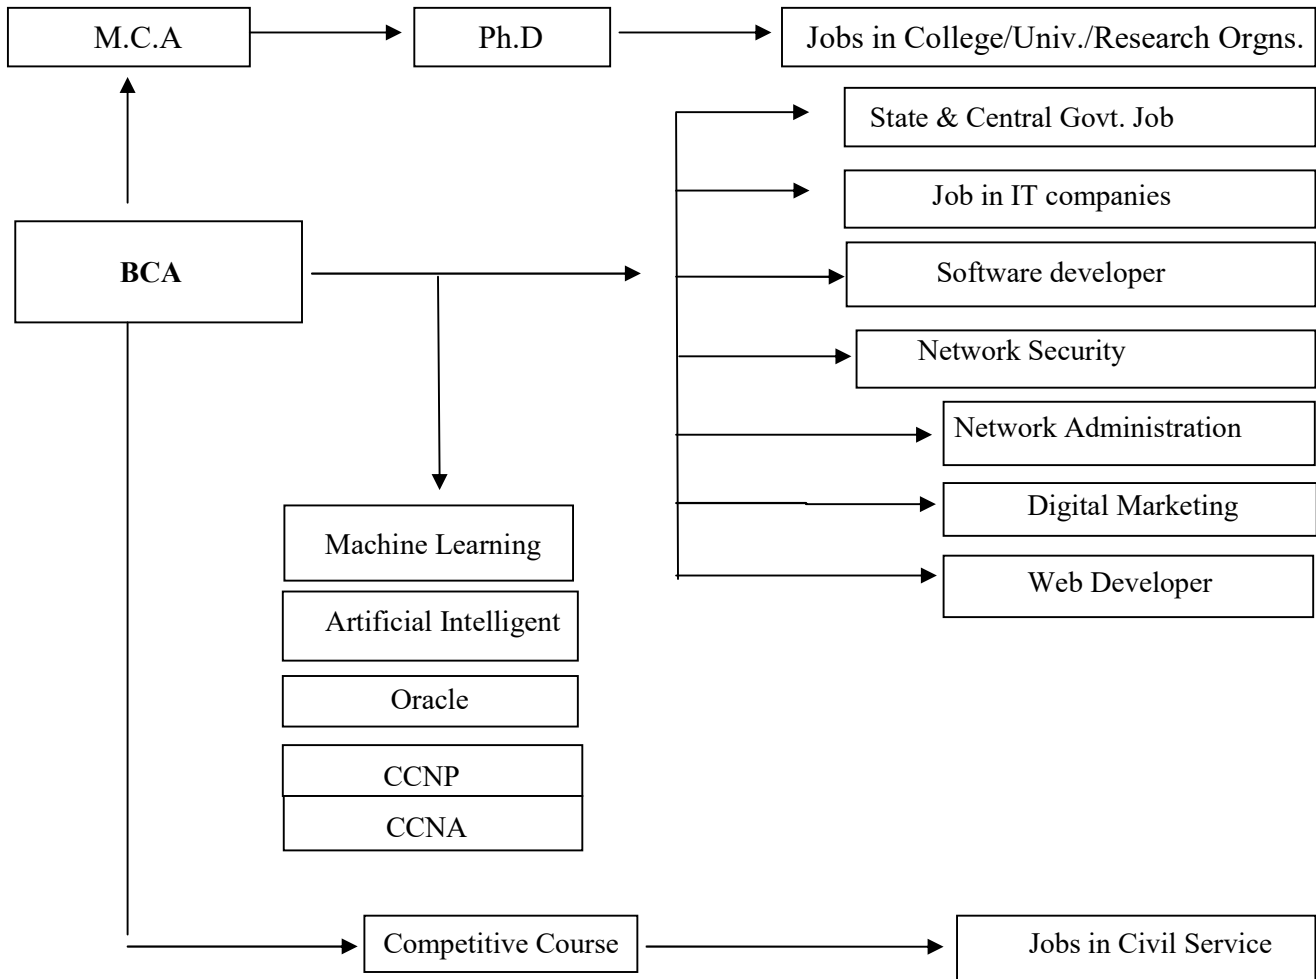 M.C.A
Ph.D
Jobs in College/Univ./Research Orgns.
State & Central Govt. Job
Job in IT companies
BCA
Software developer
Network Security
Network Administration
Digital Marketing
Machine Learning
Web Developer
Artificial Intelligent
Oracle
CCNP
CCNA
Competitive Course
Jobs in Civil Service